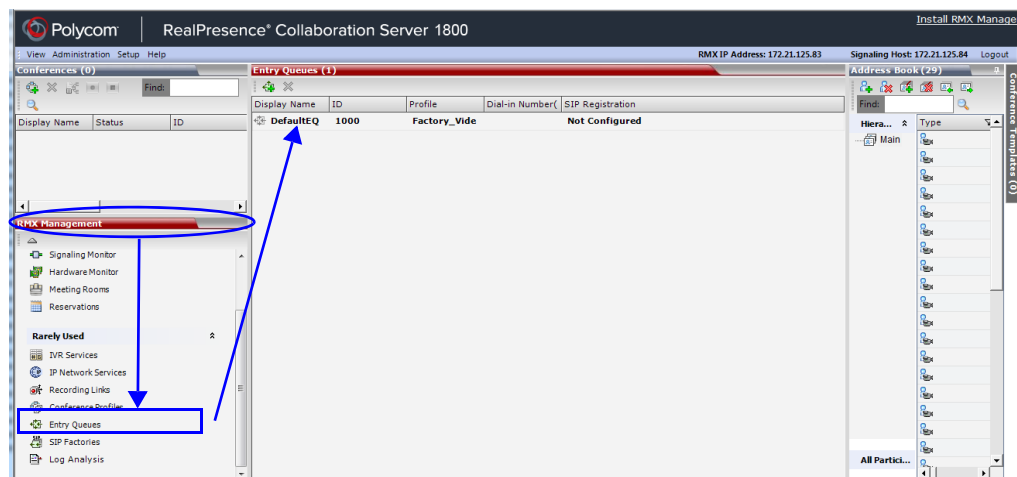 Polycom® RealPresence® Collaboration Server 1800
Install RMX Manage
View Administration Setup Help
RMX IP Address: 172.21.125.83 Signaling Host: 172.21.125.84 Logout
Conferences (0)
Find:
Display Name Status ID
RMX Management
Signaling Monitor
Hardware Monitor
Meeting Rooms
Reservations
Rarely Used
IVR Services
IP Network Services
Recording Links
Conference Profiles
Entry Queues
SIP Factories
Log Analysis
Entry Queues (1)
Display Name ID Profile Dial-in Number( SIP Registration
DefaultEQ 1000 Factory_Vide Not Configured
Address Book (29)
Find:
Hiera... Type
Main
All Partici...
Conference Templates (0)